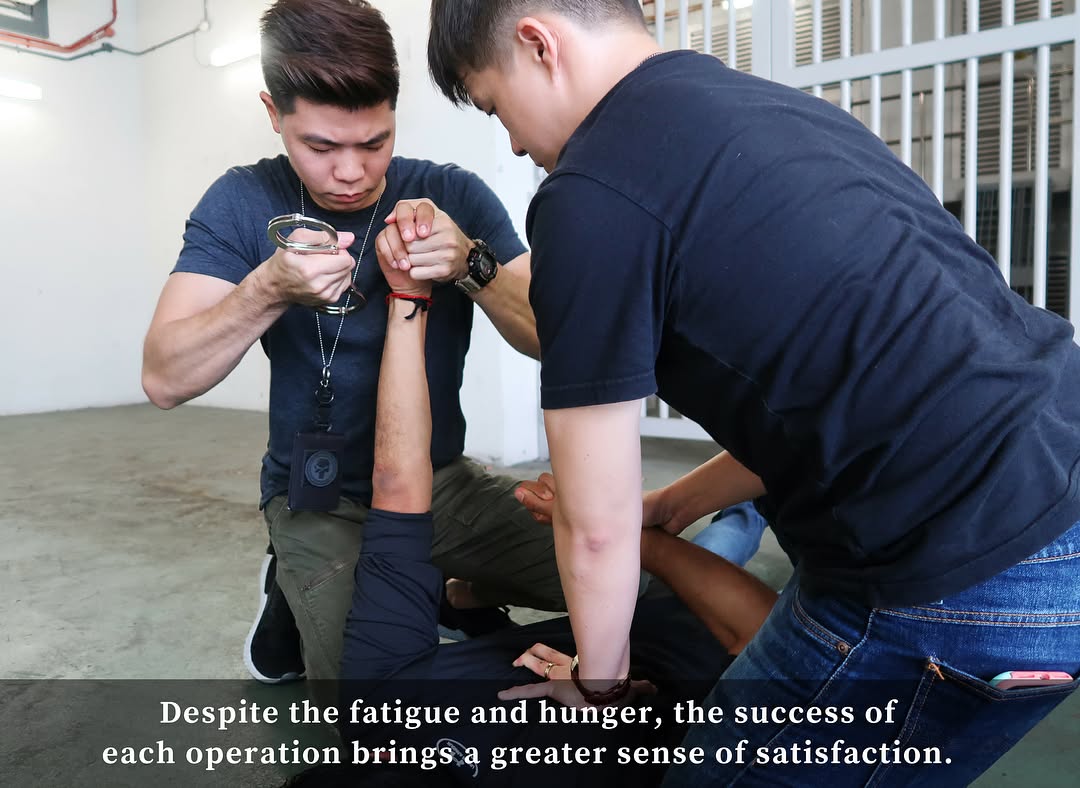 Despite the fatigue and hunger, the success of
each operation brings a greater sense of satisfaction.